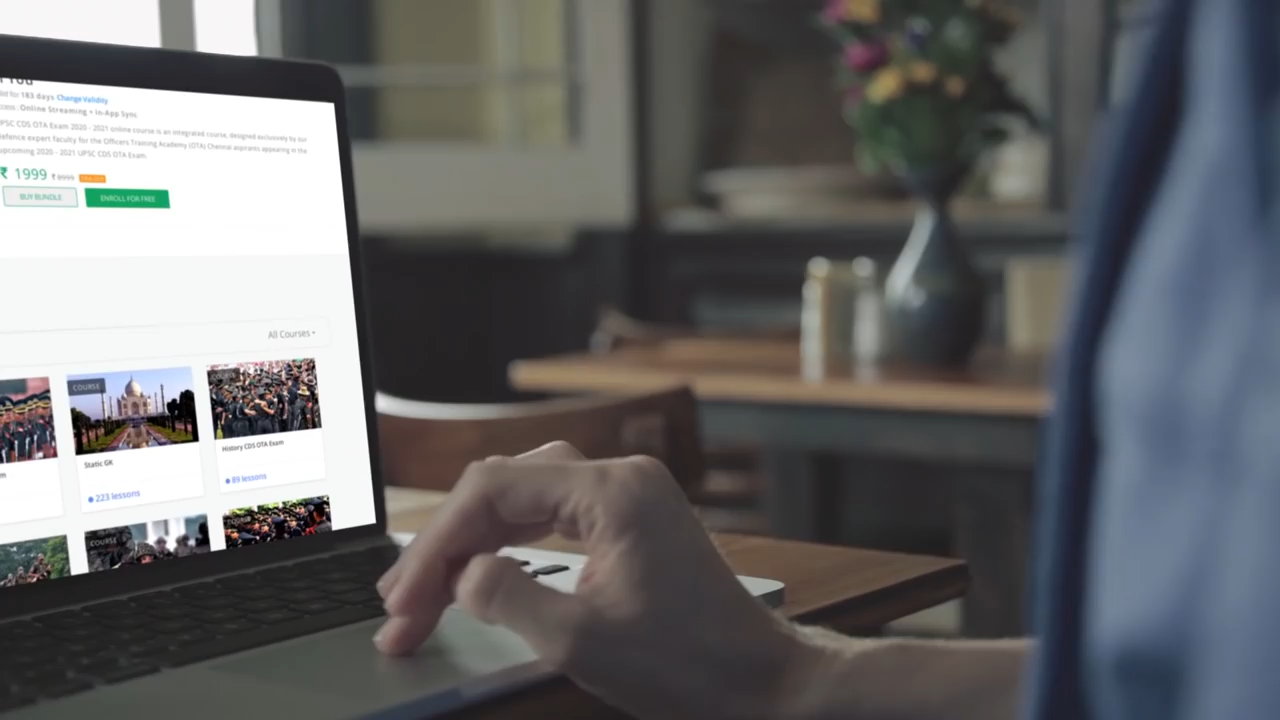 183 days Change Validity
Online Streaming + In-App Sync
UPSC CDS OTA Exam 2020 - 2021 online course is an integrated course, designed exclusively by our
defence expert faculty for the Officers Training Academy (OTA) Chennai aspirants appearing in the
upcoming 2020 - 2021 UPSC CDS OTA Exam.
₹ 1999 ₹ 8999
BUY BUNDLE ENROLL FOR FREE
All Courses
COURSE COURSE
Static GK
History CDS OTA Exam
223 lessons
89 lessons
COURSE